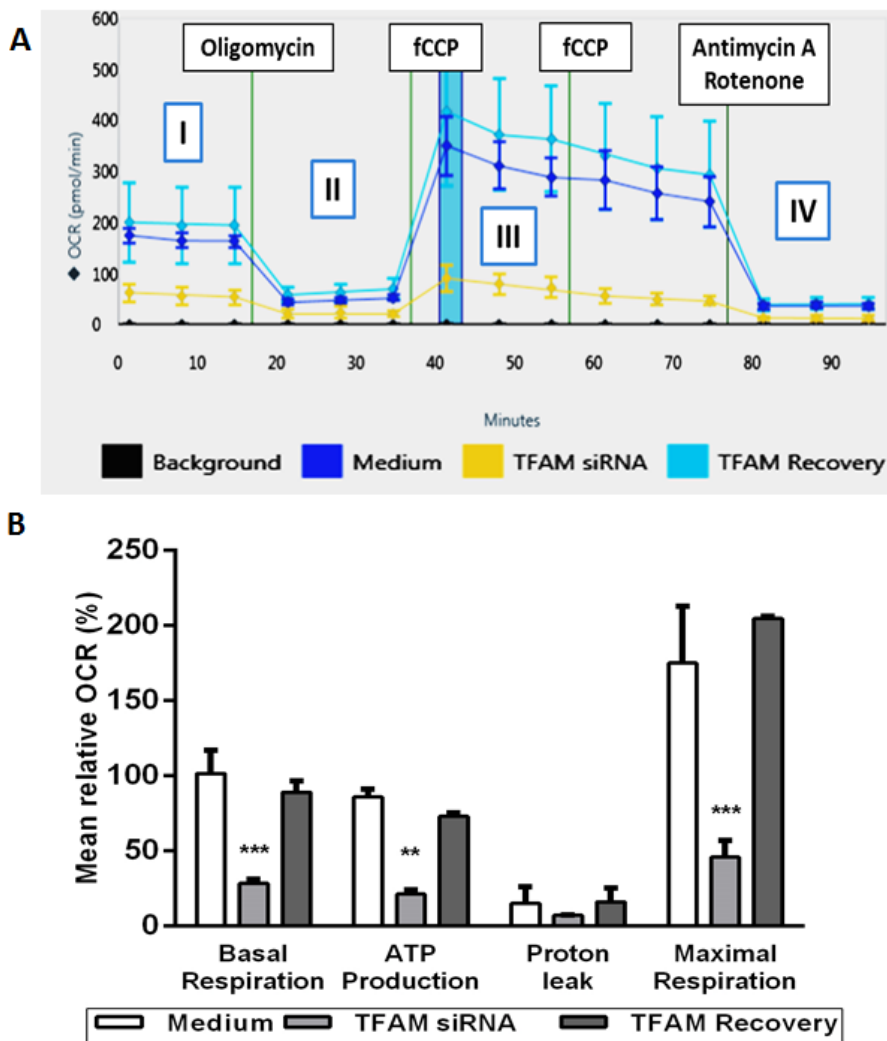 A
600
500
400
300
200
100
0
◆ OCR (pmol/min)
Oligomycin
fCCP
fCCP
Antimycin A
Rotenone
I
II
III
IV
0 10 20 30 40 50 60 70 80 90
Minutes
Background Medium TFAM siRNA TFAM Recovery
B
250
200
150
100
50
0
Mean relative OCR (%)
***
**
***
Basal
Respiration
ATP
Production
Proton
leak
Maximal
Respiration
Medium TFAM siRNA TFAM Recovery